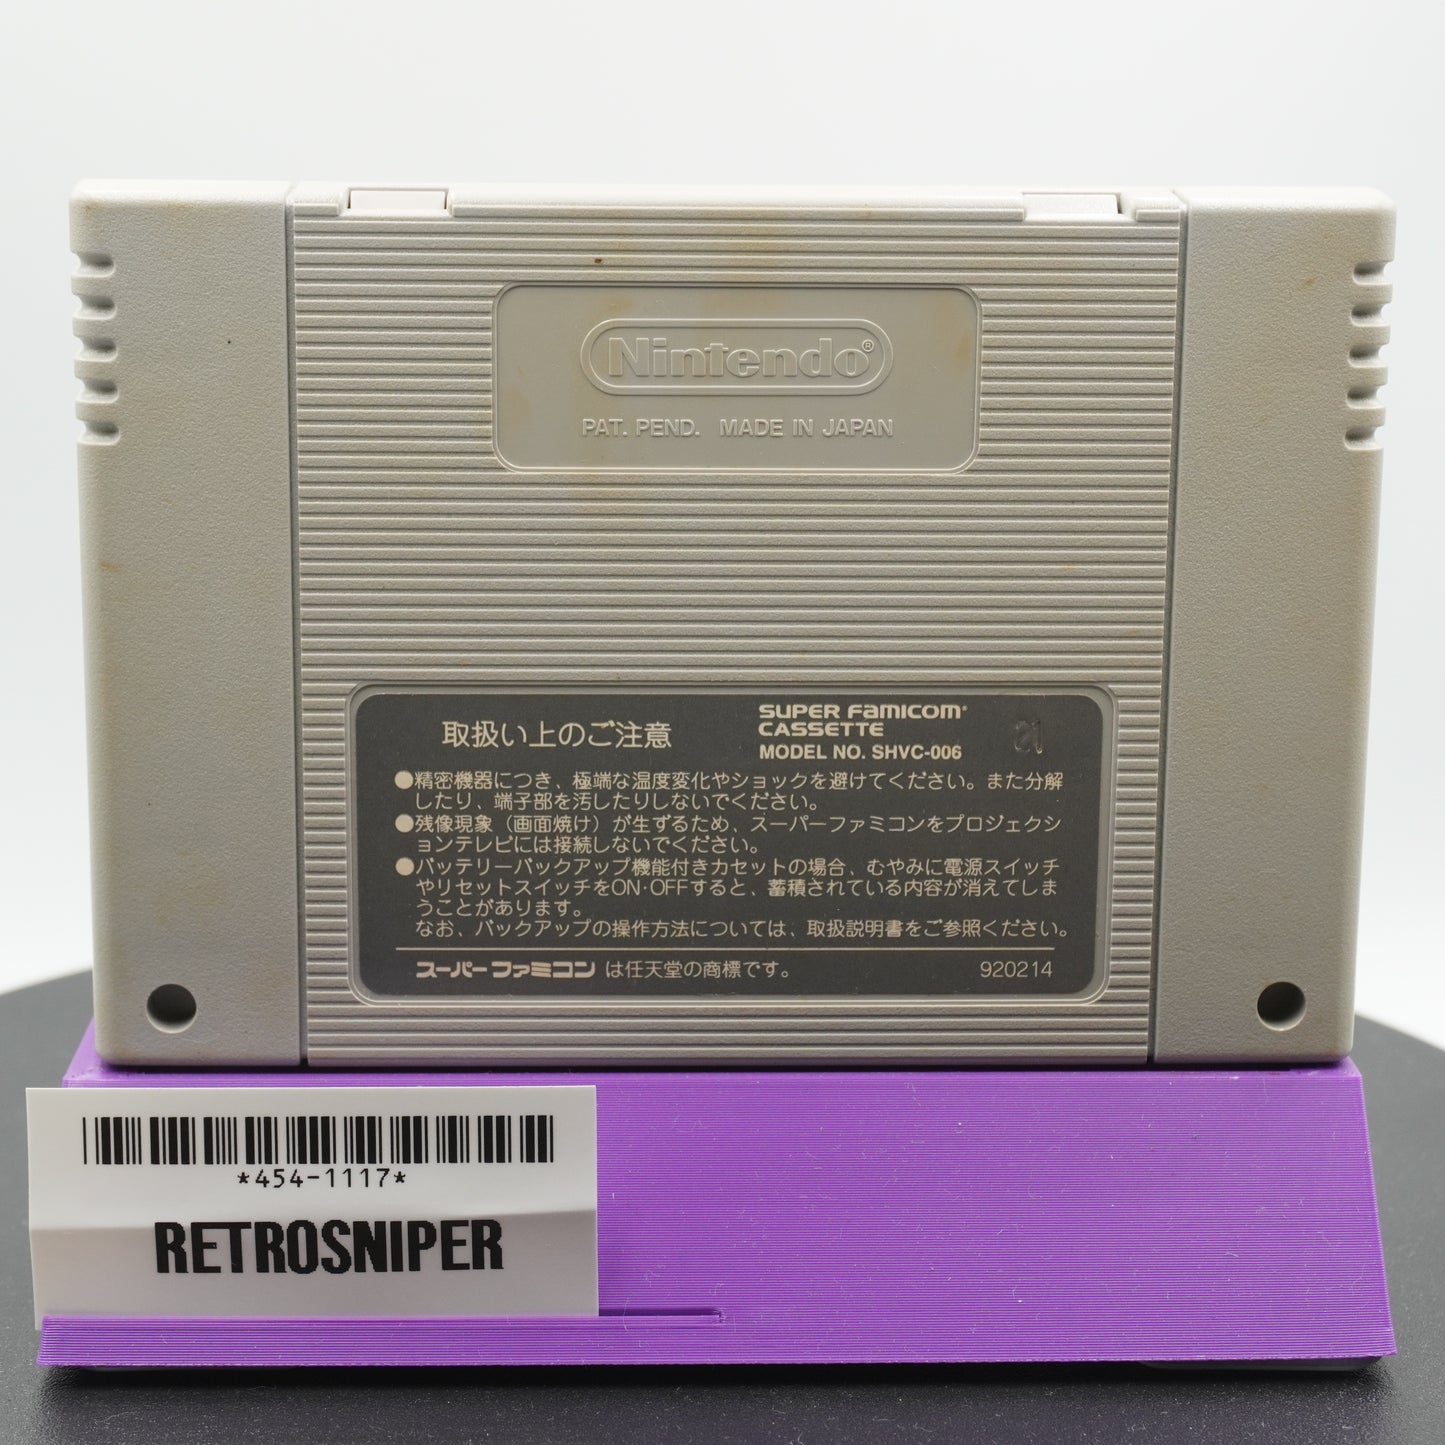 Nintendo®
PAT. PEND. MADE IN JAPAN
取扱い上のご注意
SUPER FAMICOM®
CASSETTE
MODEL NO. SHVC-006
21
●精密機器につき、極端な温度変化やショックを避けてください。また分解
したり、端子部を汚したりしないでください。
●残像現象（画面焼け）が生ずるため、スーパーファミコンをプロジェクシ
ョンテレビには接続しないでください。
●バッテリーバックアップ機能付きカセットの場合、むやみに電源スイッチ
やリセットスイッチをON・OFFすると、蓄積されている内容が消えてしま
うことがあります。
なお、バックアップの操作方法については、取扱説明書をご参照ください。
スーパーファミコン は任天堂の商標です。
920214
*454-1117*
RETROSNIPER